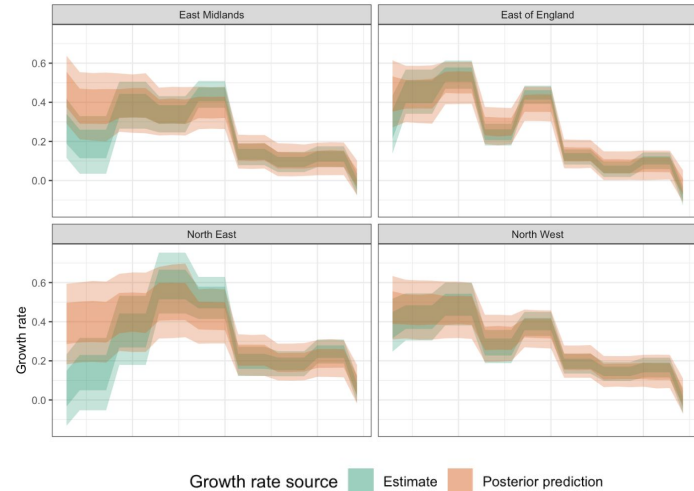 East Midlands
East of England
0.6
0.4
0.2
0.0
North East
North West
0.6
0.4
0.2
0.0
Growth rate
Growth rate source Estimate Posterior prediction